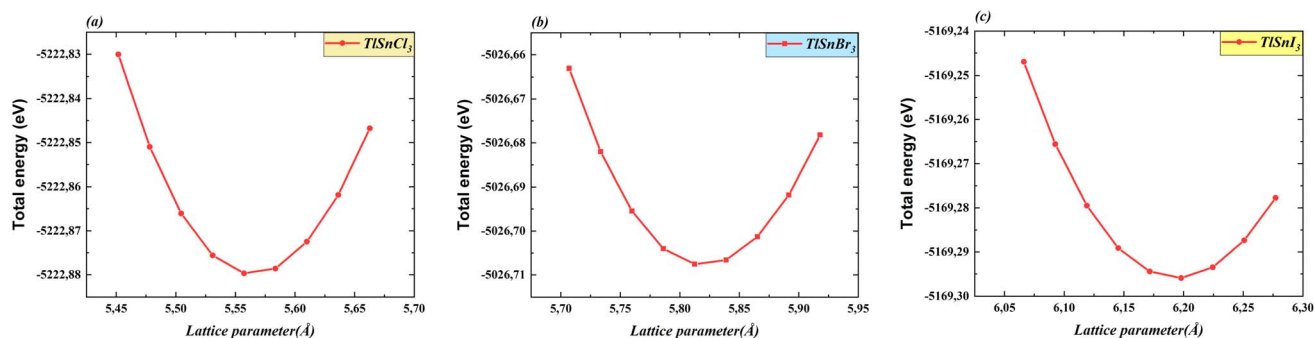 (a)
TlSnCl3
Total energy (eV)
-5222,83
-5222,84
-5222,85
-5222,86
-5222,87
-5222,88
5,45 5,50 5,55 5,60 5,65 5,70
Lattice parameter(Å)
(b)
TlSnBr3
Total energy (eV)
-5026,66
-5026,67
-5026,68
-5026,69
-5026,70
-5026,71
5,70 5,75 5,80 5,85 5,90 5,95
Lattice parameter(Å)
(c)
TlSnI3
Total energy (eV)
-5169,24
-5169,25
-5169,26
-5169,27
-5169,28
-5169,29
-5169,30
6,05 6,10 6,15 6,20 6,25 6,30
Lattice parameter(Å)